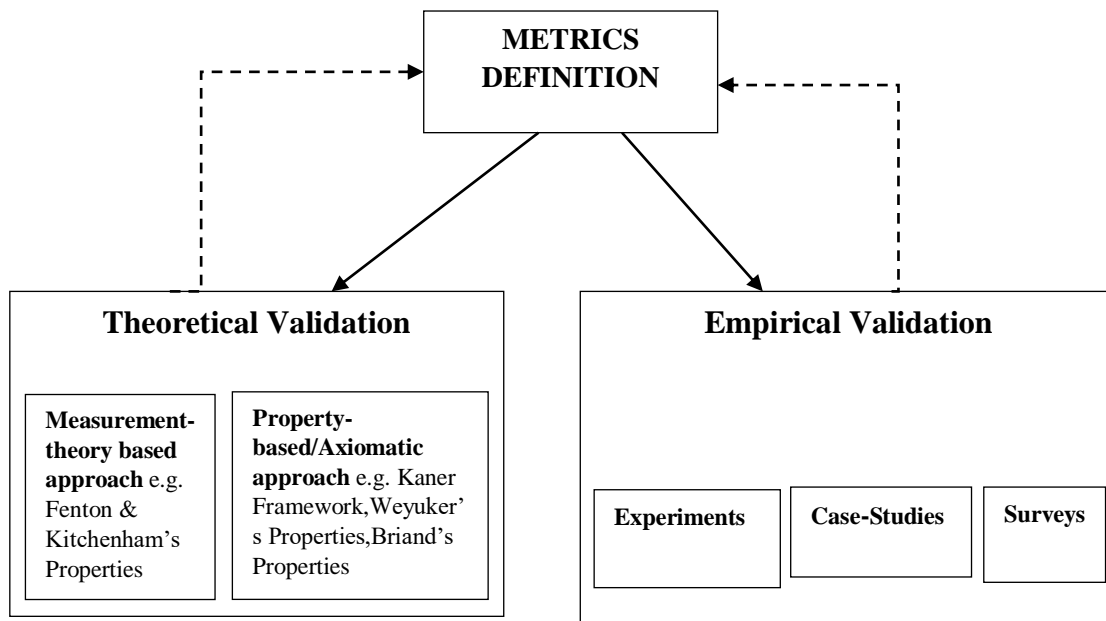 METRICS
DEFINITION
Theoretical Validation
Measurement-
theory based
approach e.g.
Fenton &
Kitchenham's
Properties
Property-
based/Axiomatic
approach e.g. Kaner
Framework,Weyuker'
s Properties,Briand's
Properties
Empirical Validation
Experiments
Case-Studies
Surveys